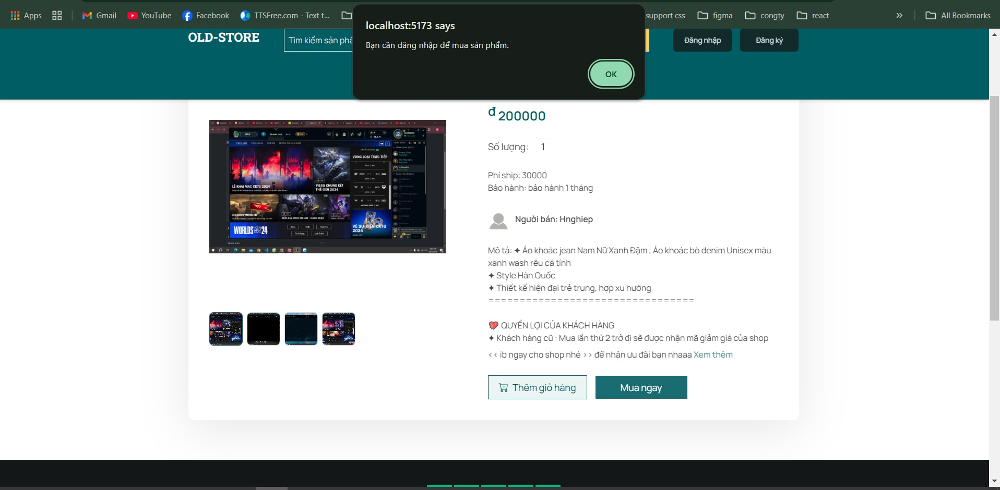 Apps
Gmail
YouTube
Facebook
TTSFree.com - Text t...
support css
figma
congty
react
All Bookmarks
localhost:5173 says
Bạn cần đăng nhập để mua sản phẩm.
OK
OLD-STORE
Tìm kiếm sản
Đăng nhập
Đăng ký
đ 200000
Số lượng: 1
Phí ship: 30000
Bảo hành: bảo hành 1 tháng
Người bán: Hnghiep
Mô tả: ✦ Áo khoác jean Nam Nữ Xanh Đậm , Áo khoác bò denim Unisex màu
xanh wash rêu cá tính
✦ Style Hàn Quốc
✦ Thiết kế hiện đại trẻ trung, hợp xu hướng
=================================
💖 QUYỀN LỢI CỦA KHÁCH HÀNG
✦ Khách hàng cũ : Mua lần thứ 2 trở đi sẽ được nhận mã giảm giá của shop
<< ib ngay cho shop nhé >> để nhận ưu đãi bạn nhaaa Xem thêm
Thêm giỏ hàng
Mua ngay
VÒNG LOẠI TRỰC TIẾP
LỄ KHAI MẠC CKTG 2024
VIEGO CHUNG KẾT
THẾ GIỚI 2024
WORLDS 24
VỀ SỰ KIỆN CKTG
2024